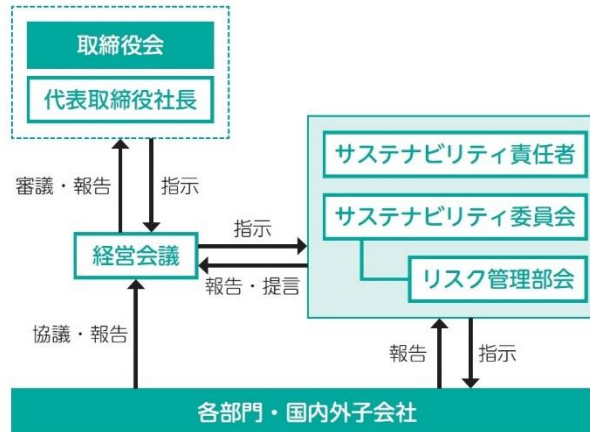 取締役会
代表取締役社長
サステナビリティ責任者
サステナビリティ委員会
リスク管理部会
審議・報告
指示
経営会議
指示
報告・提言
協議・報告
報告
指示
各部門・国内外子会社